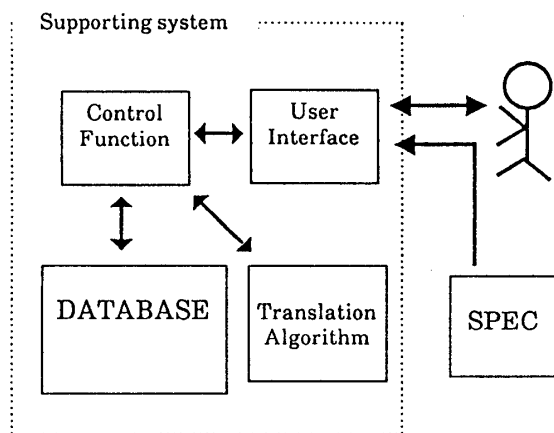 Supporting system
Control
Function
User
Interface
DATABASE
Translation
Algorithm
SPEC